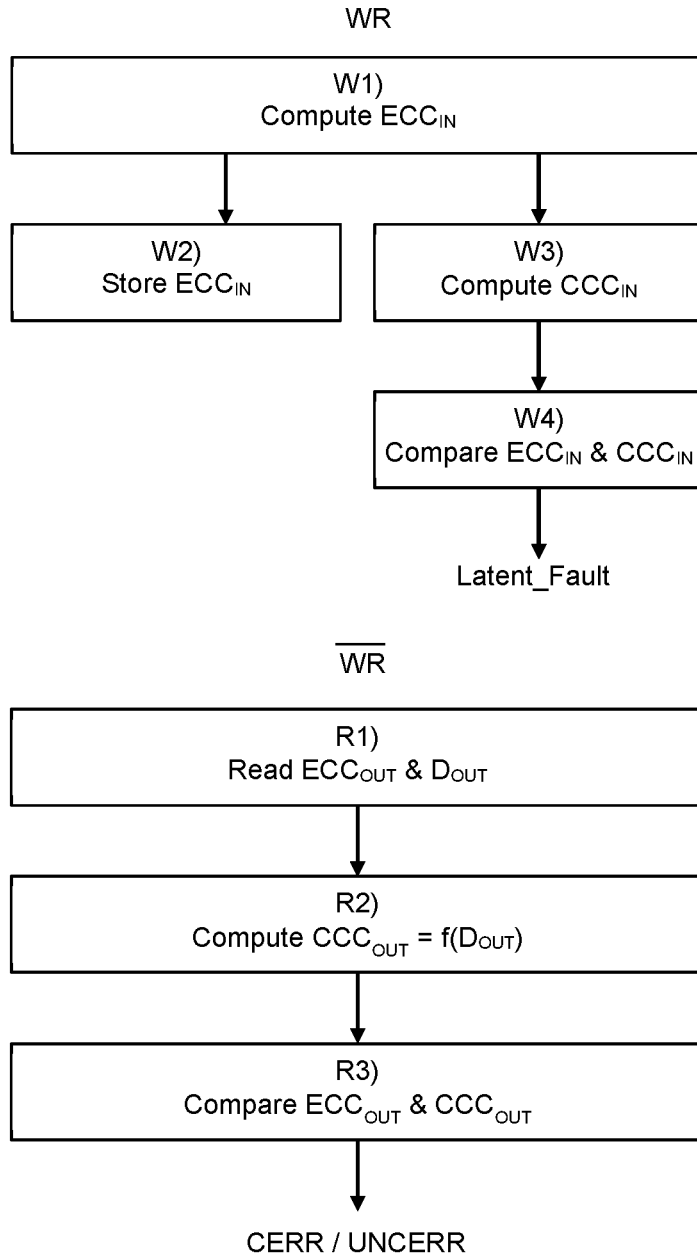 WR
W1)
Compute ECC_IN
W2)
Store ECC_IN
W3)
Compute CCC_IN
W4)
Compare ECC_IN & CCC_IN
Latent_Fault
W̅R̅
R1)
Read ECC_OUT & D_OUT
R2)
Compute CCC_OUT = f(D_OUT)
R3)
Compare ECC_OUT & CCC_OUT
CERR / UNCERR